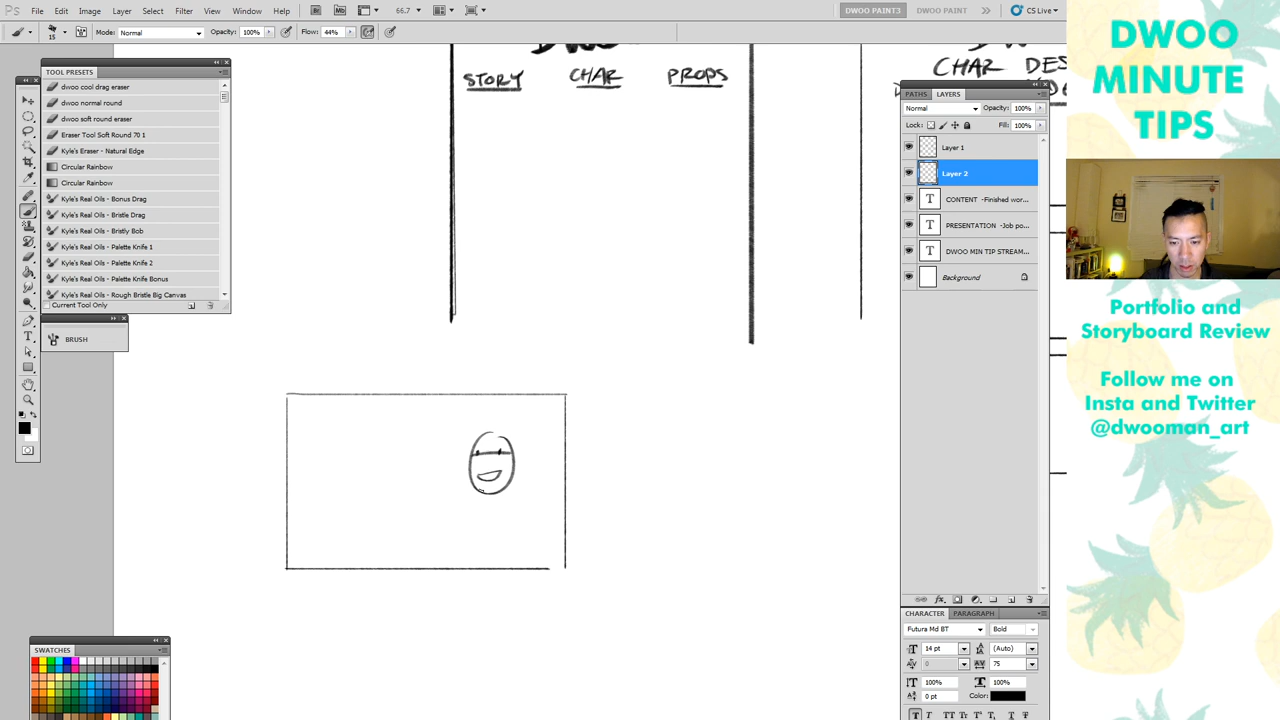 Ps File Edit Image Layer Select Filter View Window Br Mb 66.7 DWOO PAINT3 DWOO PAINT CS Live
15 Mode: Normal Opacity: 100% Flow: 44%
TOOL PRESETS
dwoo cool drag eraser
dwoo normal round
dwoo soft round eraser
Eraser Tool Soft Round 70 1
Kyle's Eraser - Natural Edge
Circular Rainbow
Circular Rainbow
Kyle's Real Oils - Bonus Drag
Kyle's Real Oils - Bristle Drag
Kyle's Real Oils - Bristly Bob
Kyle's Real Oils - Palette Knife 1
Kyle's Real Oils - Palette Knife 2
Kyle's Real Oils - Palette Knife Bonus
Kyle's Real Oils - Rough Bristle Big Canvas
Current Tool Only
BRUSH
SWATCHES
STORY CHAR PROPS
CHAR DES
PATHS LAYERS
Normal Opacity: 100%
Lock: Fill: 100%
Layer 1
Layer 2
T CONTENT -Finished wor...
T PRESENTATION -Job po...
T DWOO MIN TIP STREAM...
Background
CHARACTER PARAGRAPH
Futura Md BT Bold
14 pt (Auto)
0 75
100% 100%
0 pt Color:
DWOO
MINUTE
TIPS
Portfolio and
Storyboard Review
Follow me on
Insta and Twitter
@dwooman_art